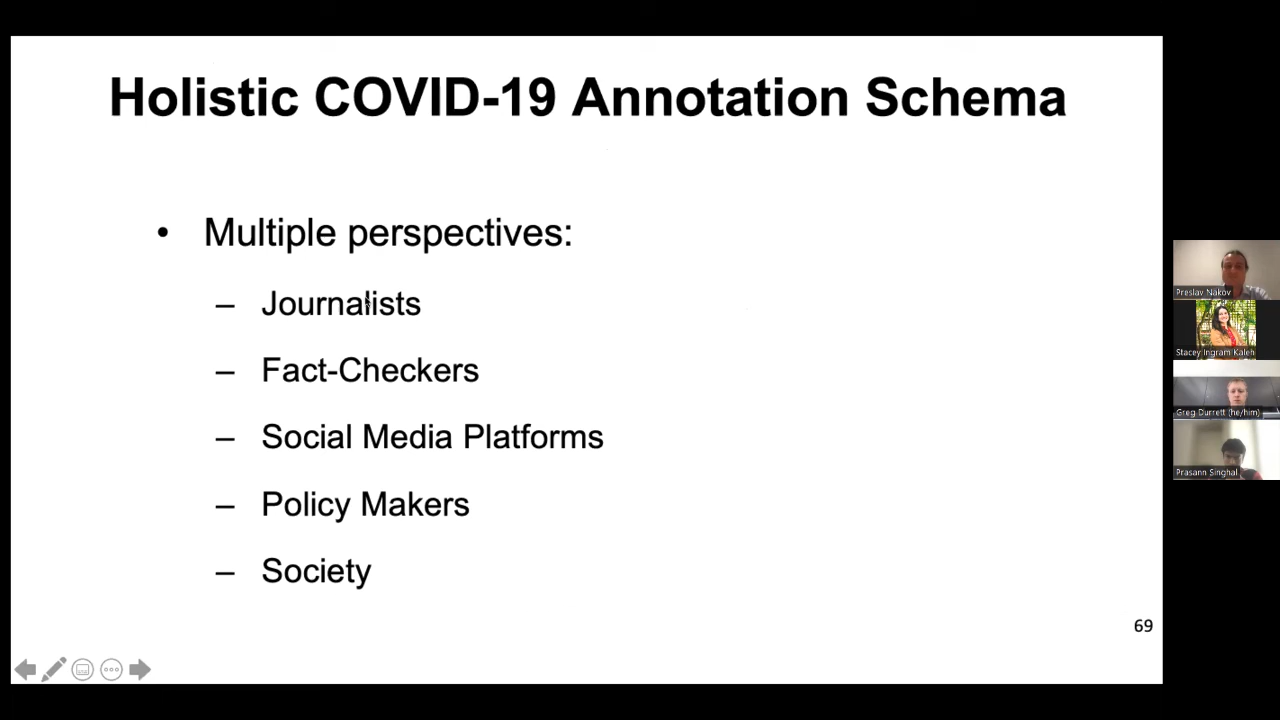 Holistic COVID-19 Annotation Schema
• Multiple perspectives:
– Journalists
– Fact-Checkers
– Social Media Platforms
– Policy Makers
– Society
69
Preslav Nakov
Stacey Ingram Kaleh
Greg Durrett (he/him)
Prasann Singhal